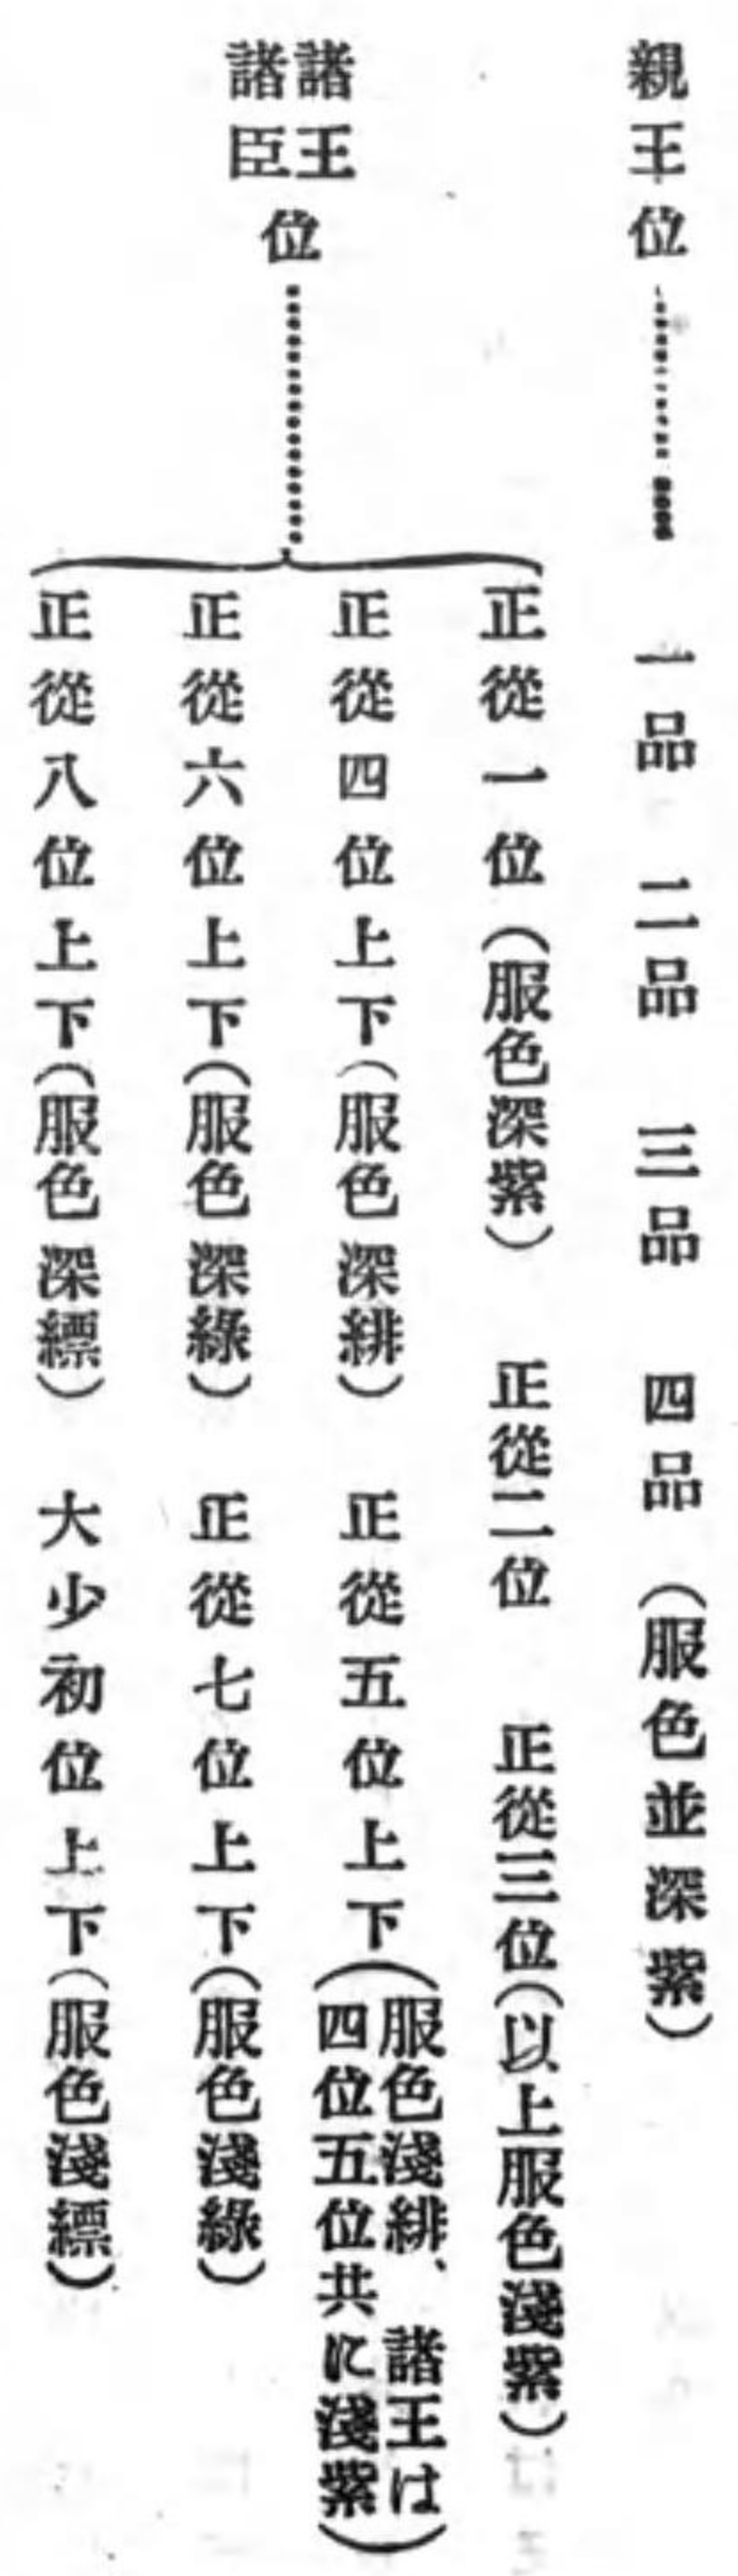 親王位………一品　二品　三品　四品（服色並深紫）
諸王
諸臣
位………
正從一位（服色深紫）　正從二位　正從三位（以上服色淺紫）
正從四位上下（服色深緋）　正從五位上下（服色淺緋、諸王は
四位五位共に淺紫）
正從六位上下（服色深綠）　正從七位上下（服色淺綠）
正從八位上下（服色深縹）　大少初位上下（服色淺縹）